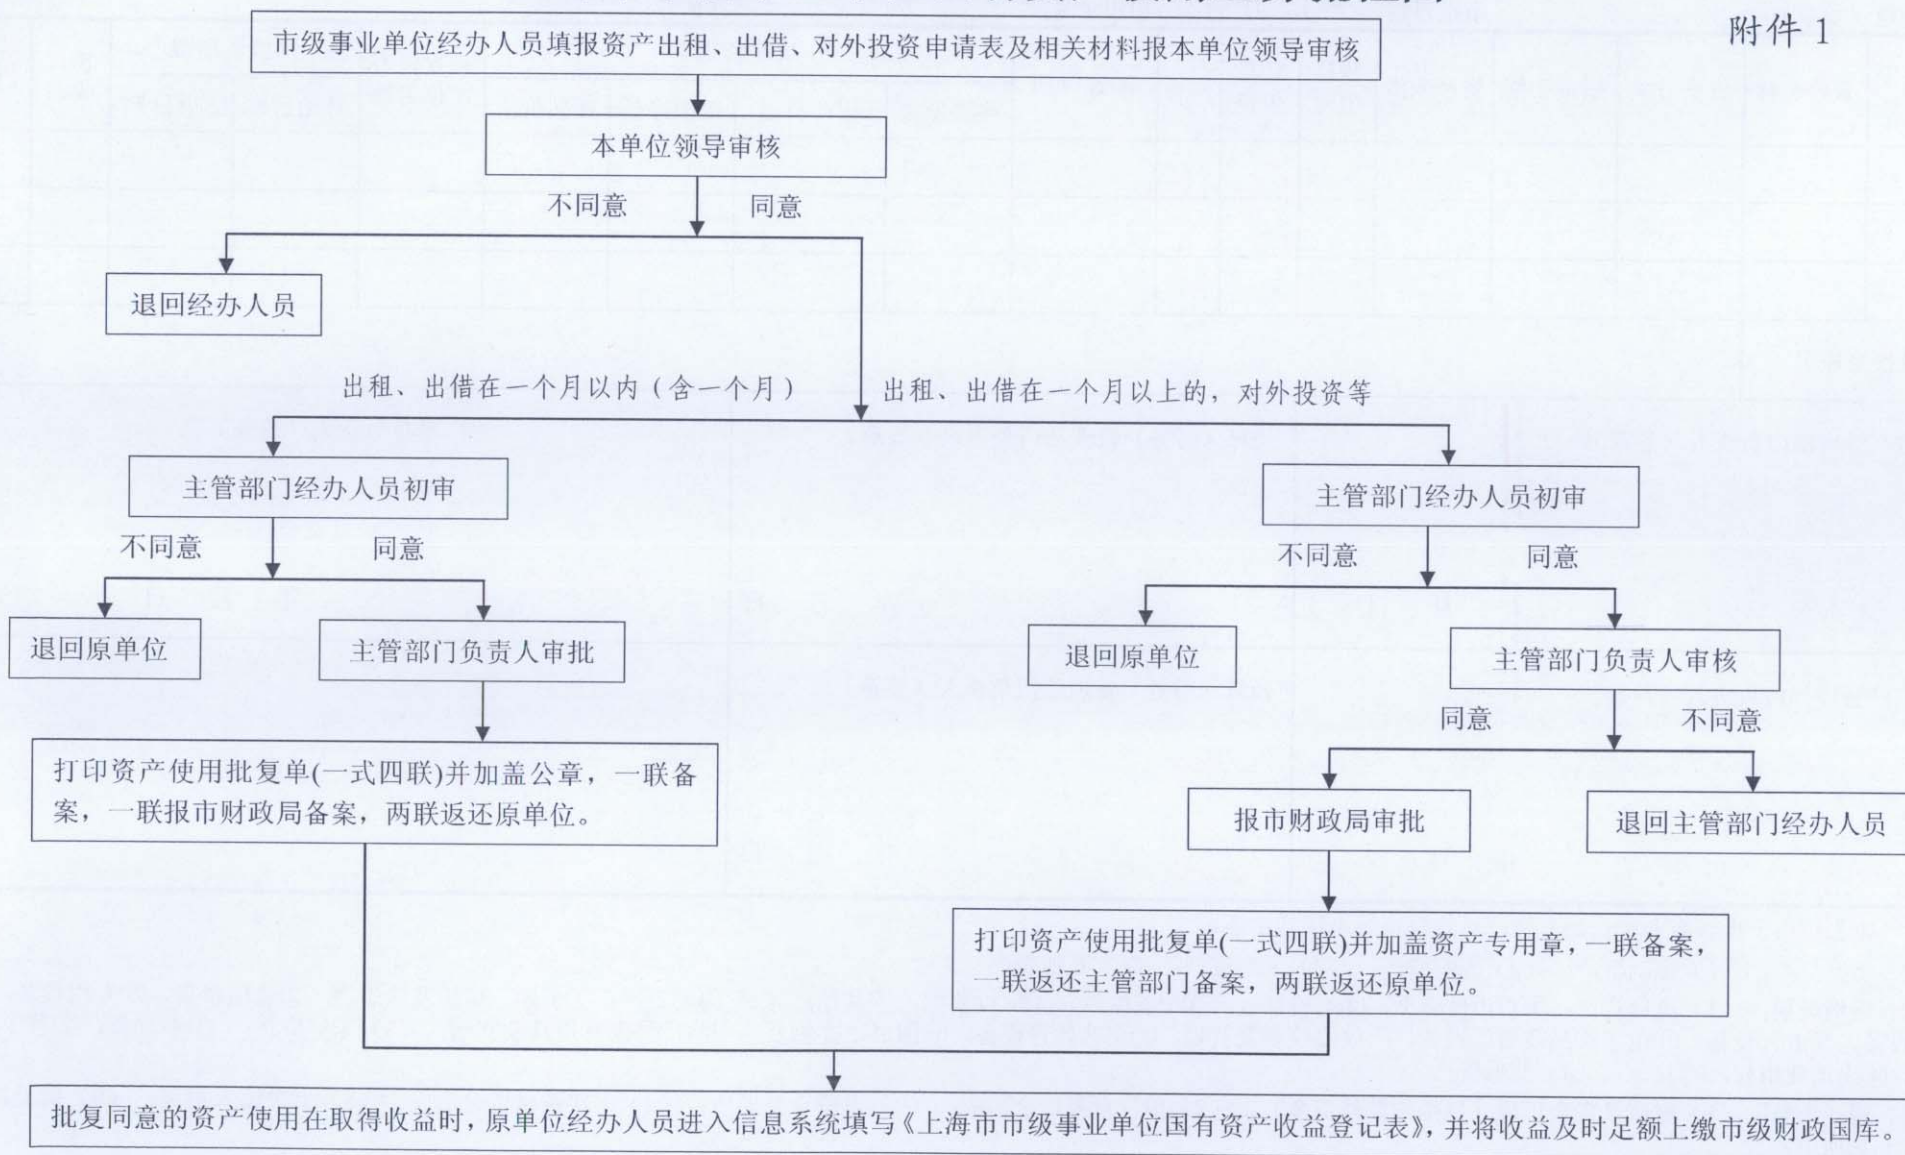 附件 1
市级事业单位经办人员填报资产出租、出借、对外投资申请表及相关材料报本单位领导审核
本单位领导审核
不同意
同意
退回经办人员
出租、出借在一个月以内（含一个月）
出租、出借在一个月以上的，对外投资等
主管部门经办人员初审
主管部门经办人员初审
不同意
同意
不同意
同意
退回原单位
主管部门负责人审批
退回原单位
主管部门负责人审核
同意
不同意
打印资产使用批复单(一式四联)并加盖公章，一联备
案，一联报市财政局备案，两联返还原单位。
报市财政局审批
退回主管部门经办人员
打印资产使用批复单(一式四联)并加盖资产专用章，一联备案，
一联返还主管部门备案，两联返还原单位。
批复同意的资产使用在取得收益时，原单位经办人员进入信息系统填写《上海市市级事业单位国有资产收益登记表》，并将收益及时足额上缴市级财政国库。